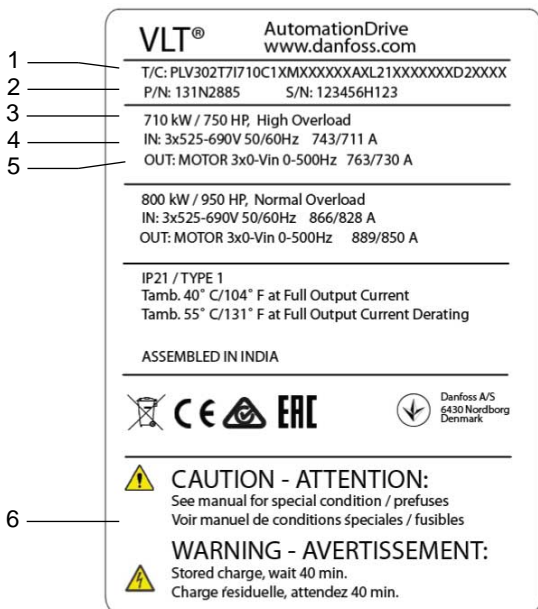 VLT® AutomationDrive
www.danfoss.com
1
T/C: PLV302T7I710C1XMXXXXXXAXL21XXXXXXXD2XXXX
2
P/N: 131N2885 S/N: 123456H123
3
710 kW / 750 HP, High Overload
4
IN: 3x525-690V 50/60Hz 743/711 A
5
OUT: MOTOR 3x0-Vin 0-500Hz 763/730 A
800 kW / 950 HP, Normal Overload
IN: 3x525-690V 50/60Hz 866/828 A
OUT: MOTOR 3x0-Vin 0-500Hz 889/850 A
IP21 / TYPE 1
Tamb. 40˚ C/104˚ F at Full Output Current
Tamb. 55˚ C/131˚ F at Full Output Current Derating
ASSEMBLED IN INDIA
CE EAC
Danfoss A/S
6430 Nordborg
Denmark
CAUTION - ATTENTION:
See manual for special condition / prefuses
6
Voir manuel de conditions śpeciales / fusibles
WARNING - AVERTISSEMENT:
Stored charge, wait 40 min.
Charge ŕesiduelle, attendez 40 min.